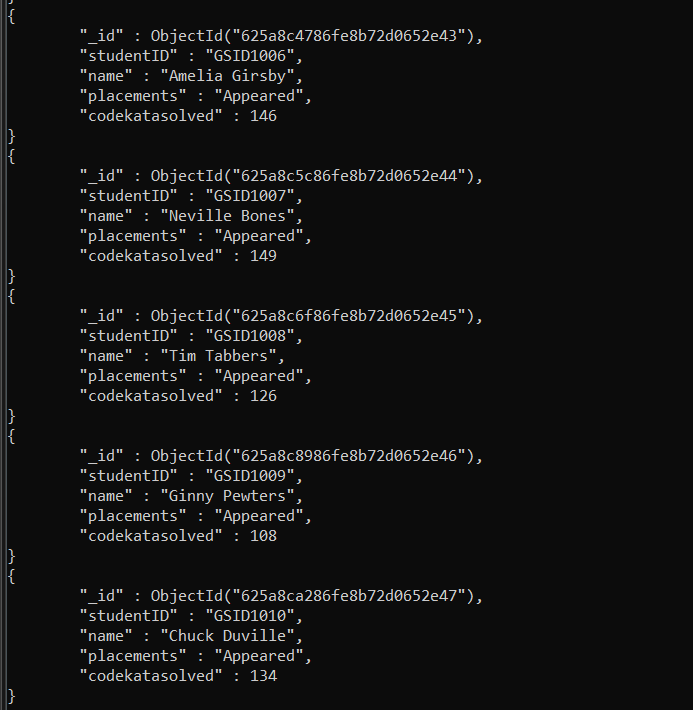 }
{
"_id" : ObjectId("625a8c4786fe8b72d0652e43"),
"studentID" : "GSID1006",
"name" : "Amelia Girsby",
"placements" : "Appeared",
"codekatasolved" : 146
}
{
"_id" : ObjectId("625a8c5c86fe8b72d0652e44"),
"studentID" : "GSID1007",
"name" : "Neville Bones",
"placements" : "Appeared",
"codekatasolved" : 149
}
{
"_id" : ObjectId("625a8c6f86fe8b72d0652e45"),
"studentID" : "GSID1008",
"name" : "Tim Tabbers",
"placements" : "Appeared",
"codekatasolved" : 126
}
{
"_id" : ObjectId("625a8c8986fe8b72d0652e46"),
"studentID" : "GSID1009",
"name" : "Ginny Pewters",
"placements" : "Appeared",
"codekatasolved" : 108
}
{
"_id" : ObjectId("625a8ca286fe8b72d0652e47"),
"studentID" : "GSID1010",
"name" : "Chuck Duville",
"placements" : "Appeared",
"codekatasolved" : 134
}